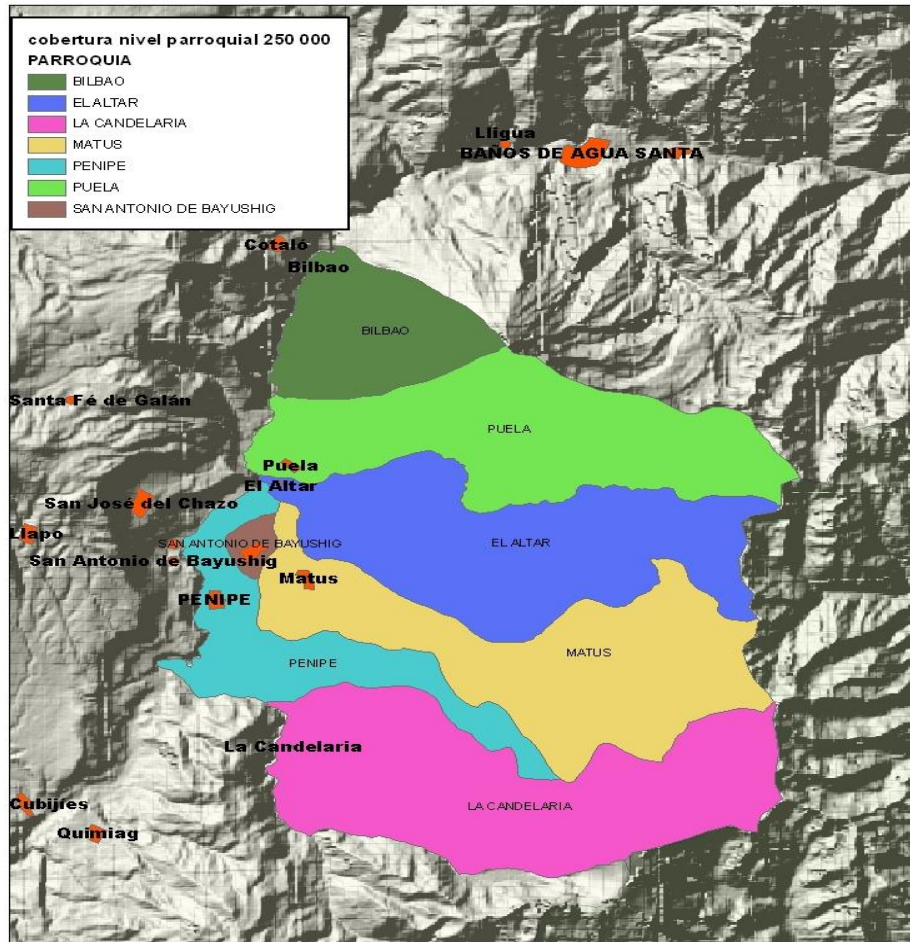 cobertura nivel parroquial 250 000
PARROQUIA
BILBAO
EL ALTAR
LA CANDELARIA
MATUS
PENIPE
PUELA
SAN ANTONIO DE BAYUSHIG
Lligua
BAÑOS DE AGUA SANTA
Cotaló
Bilbao
BILBAO
Santa Fé de Galán
PUELA
Puela
El Altar
San José del Chazo
Llapo
SAN ANTONIO DE BAYUSHIG
EL ALTAR
San Antonio de Bayushig
Matus
PENIPE
MATUS
PENIPE
La Candelaria
Cubijíes
LA CANDELARIA
Quimiag